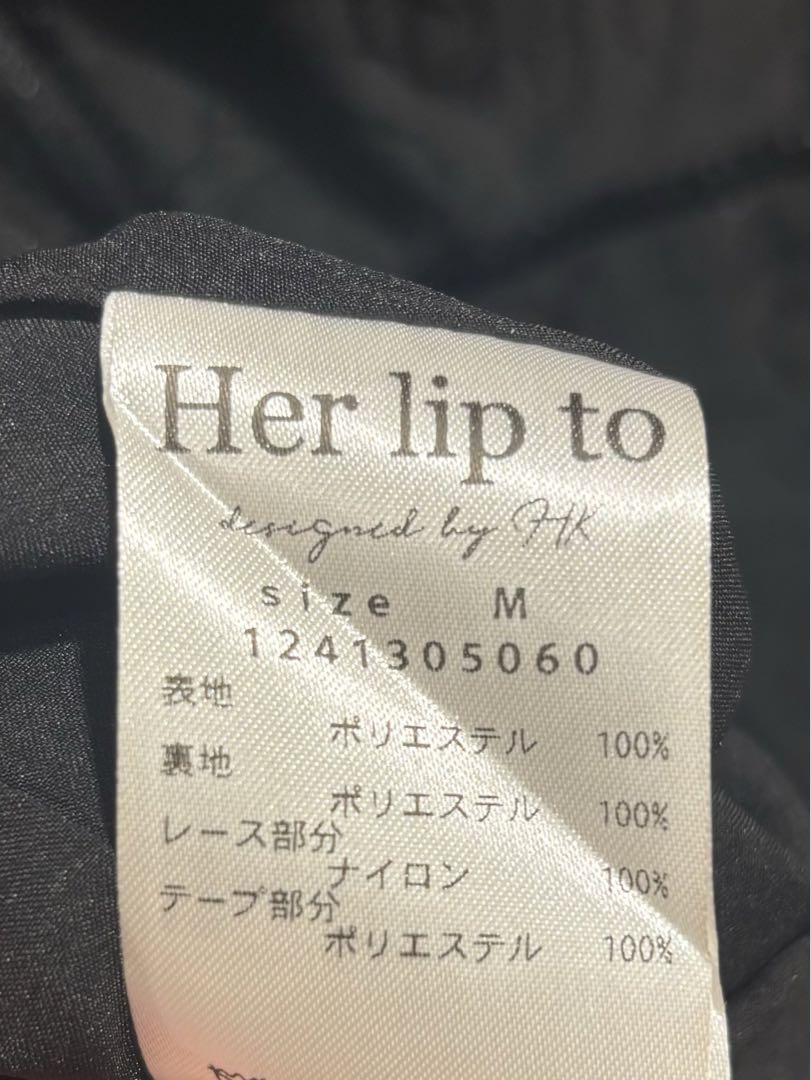 Her lip to
designed by HK
size M
1241305060
表地
ポリエステル 100%
裏地
ポリエステル 100%
レース部分
ナイロン 100%
テープ部分
ポリエステル 100%